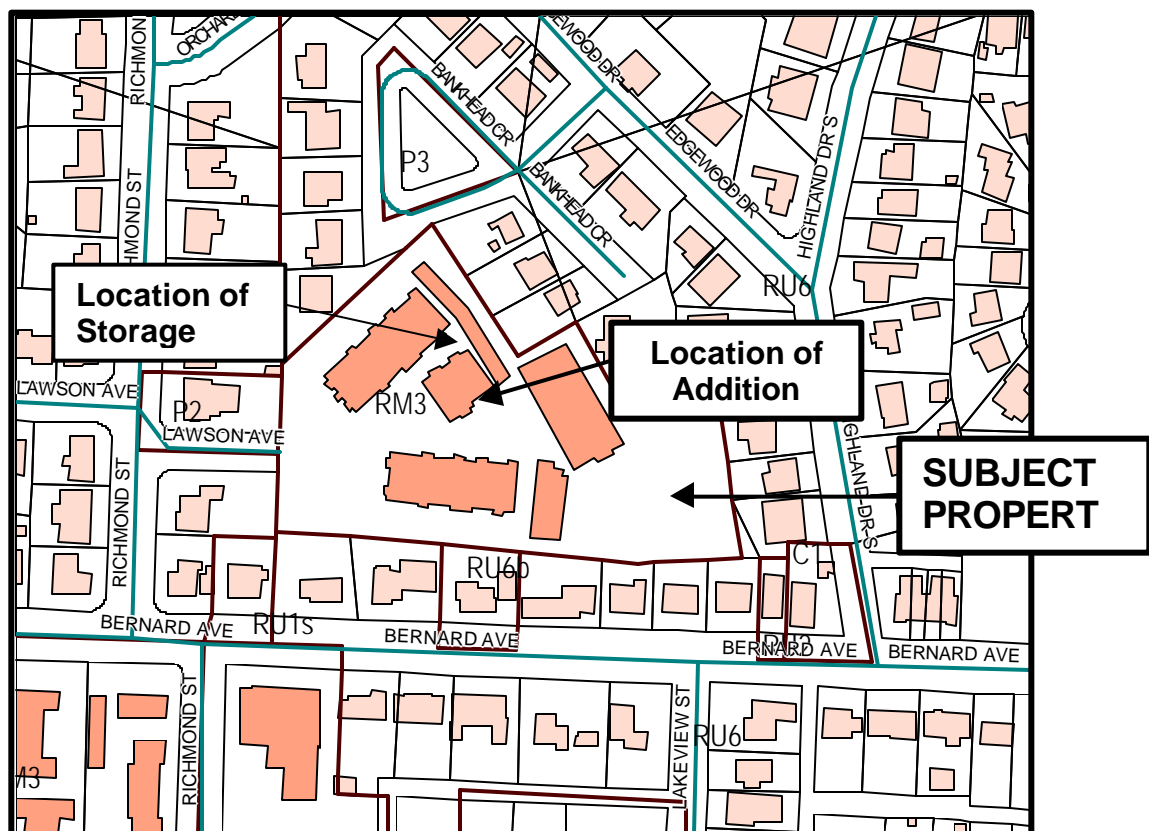 ORCHARD
RICHMOND
EDGEWOOD DR
BANKHEAD CR
P3
EDGEWOOD DR
HIGHLAND DR S
BANKHEAD CR
RICHMOND ST
RU6
Location of
Storage
Location of
Addition
LAWSON AVE
P2
RM3
LAWSON AVE
HIGHLAND DR S
SUBJECT
PROPERT
RICHMOND ST
C1
RU6b
BERNARD AVE
RU1s
BERNARD AVE
BERNARD AVE
BERNARD AVE
RICHMOND ST
LAKEVIEW ST
RU6
M3